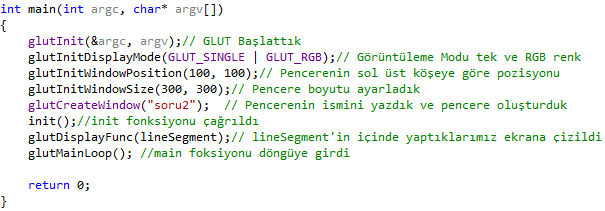 int main(int argc, char* argv[])
{
glutInit(&argc, argv);// GLUT Başlattık
glutInitDisplayMode(GLUT_SINGLE | GLUT_RGB);// Görüntüleme Modu tek ve RGB renk
glutInitWindowPosition(100, 100);// Pencerenin sol üst köşeye göre pozisyonu
glutInitWindowSize(300, 300);// Pencere boyutu ayarladık
glutCreateWindow("soru2");  // Pencerenin ismini yazdık ve pencere oluşturduk
init();//init fonksiyonu çağrıldı
glutDisplayFunc(lineSegment);// lineSegment'in içinde yaptıklarımız ekrana çizildi
glutMainLoop(); //main foksiyonu döngüye girdi
return 0;
}